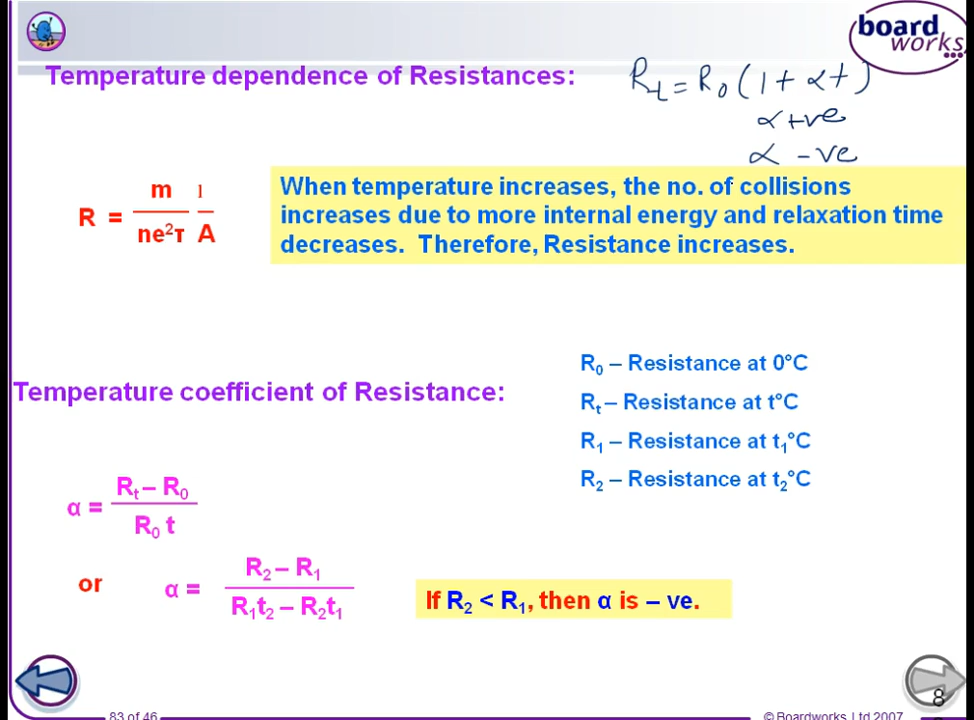 board
works
Temperature dependence of Resistances:
Rt = R0 (1 + αt)
α +ve
α -ve
R = m/ne²τ l/A
When temperature increases, the no. of collisions
increases due to more internal energy and relaxation time
decreases. Therefore, Resistance increases.
R₀ – Resistance at 0°C
Temperature coefficient of Resistance:
Rt – Resistance at t°C
R₁ – Resistance at t₁°C
R₂ – Resistance at t₂°C
α = Rt – R₀ / R₀ t
or α = R₂ – R₁ / R₁t₂ – R₂t₁
If R₂ < R₁, then α is – ve.
8
83 of 46
© Boardworks Ltd 2007